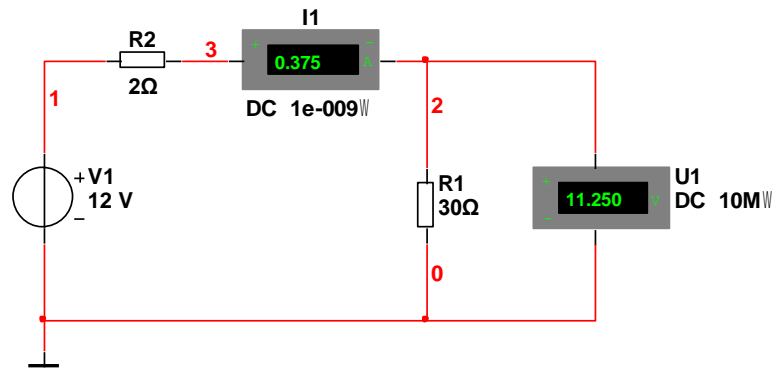 I1
R2
3
+
−
0.375
A
2Ω
DC 1e-009W
1
2
+
V1
12 V
−
R1
30Ω
+
−
11.250
V
U1
DC 10MW
0